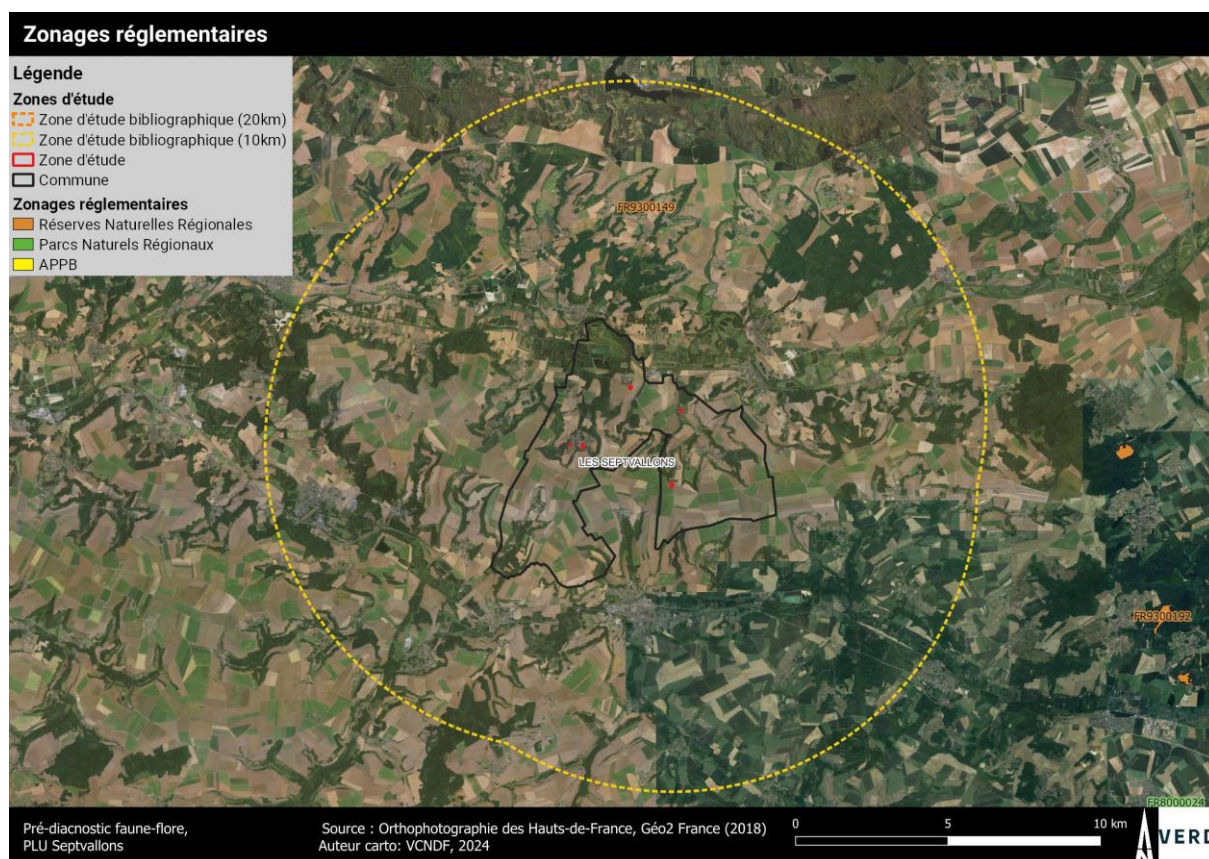 Zonages réglementaires
Légende
Zones d'étude
Zone d'étude bibliographique (20km)
Zone d'étude bibliographique (10km)
Zone d'étude
Commune
Zonages réglementaires
Réserves Naturelles Régionales
Parcs Naturels Régionaux
APPB
FR9300149
LES SEPTVALLONS
FR9300192
FR8000024
Pré-diagnostic faune-flore,
PLU Septvallons
Source : Orthophotographie des Hauts-de-France, Géo2 France (2018)
Auteur carto: VCNDF, 2024
0 5 10 km
VERD